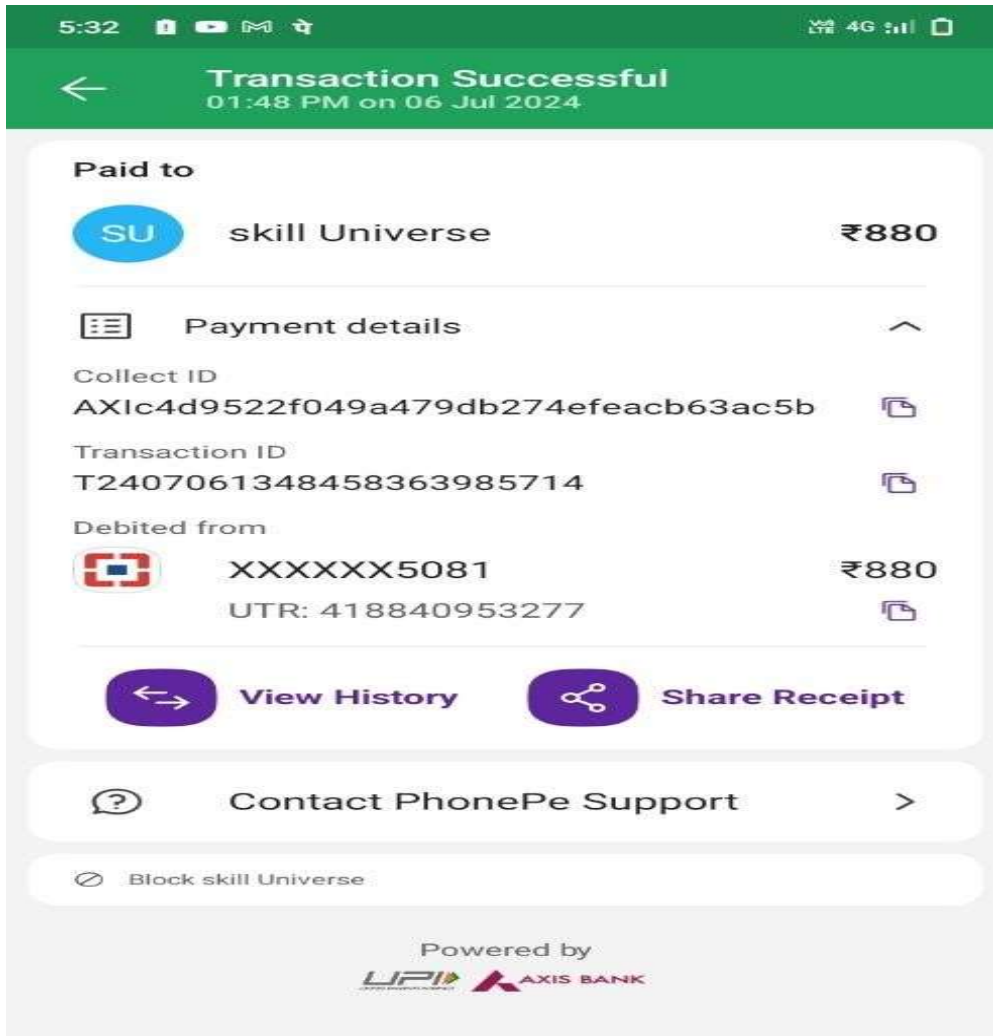 5:32 पे VoI LTE 4G
Transaction Successful
01:48 PM on 06 Jul 2024
Paid to
SU skill Universe ₹880
Payment details
Collect ID
AXIc4d9522f049a479db274efeacb63ac5b
Transaction ID
T2407061348458363985714
Debited from
XXXXXX5081 ₹880
UTR: 418840953277
View History Share Receipt
Contact PhonePe Support >
Block skill Universe
Powered by
UPI AXIS BANK